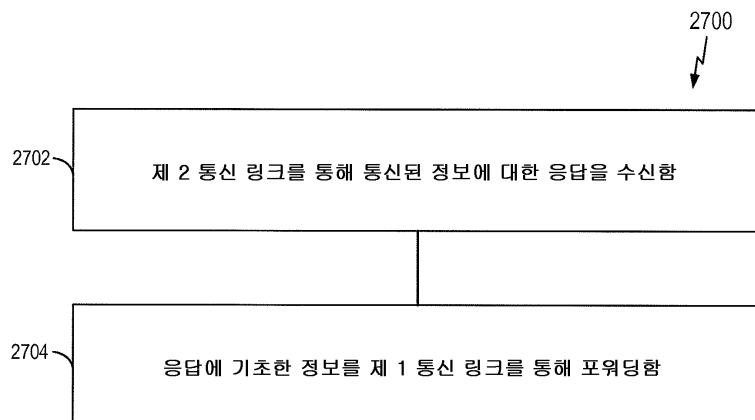 2700
2702
제 2 통신 링크를 통해 통신된 정보에 대한 응답을 수신함
2704
응답에 기초한 정보를 제 1 통신 링크를 통해 포워딩함